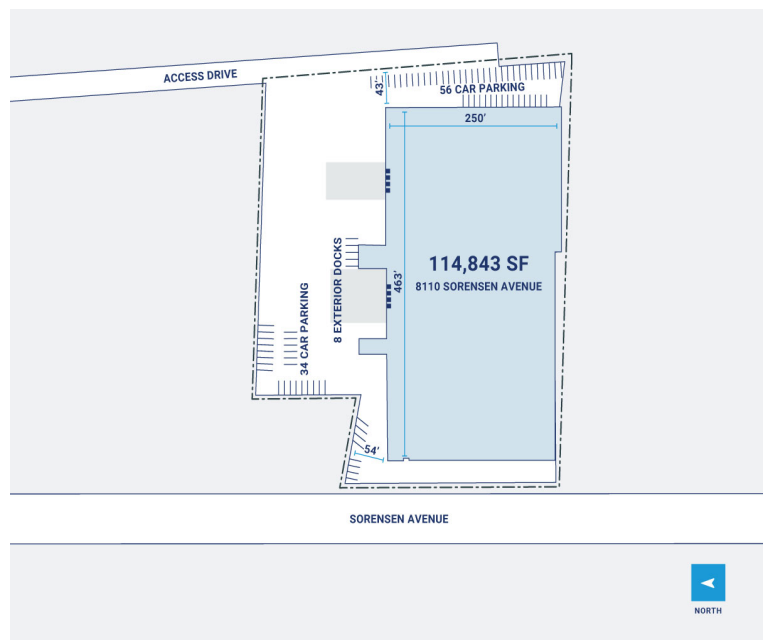 ACCESS DRIVE
43'
56 CAR PARKING
250'
114,843 SF
8110 SORENSEN AVENUE
463'
8 EXTERIOR DOCKS
34 CAR PARKING
54'
SORENSEN AVENUE
NORTH